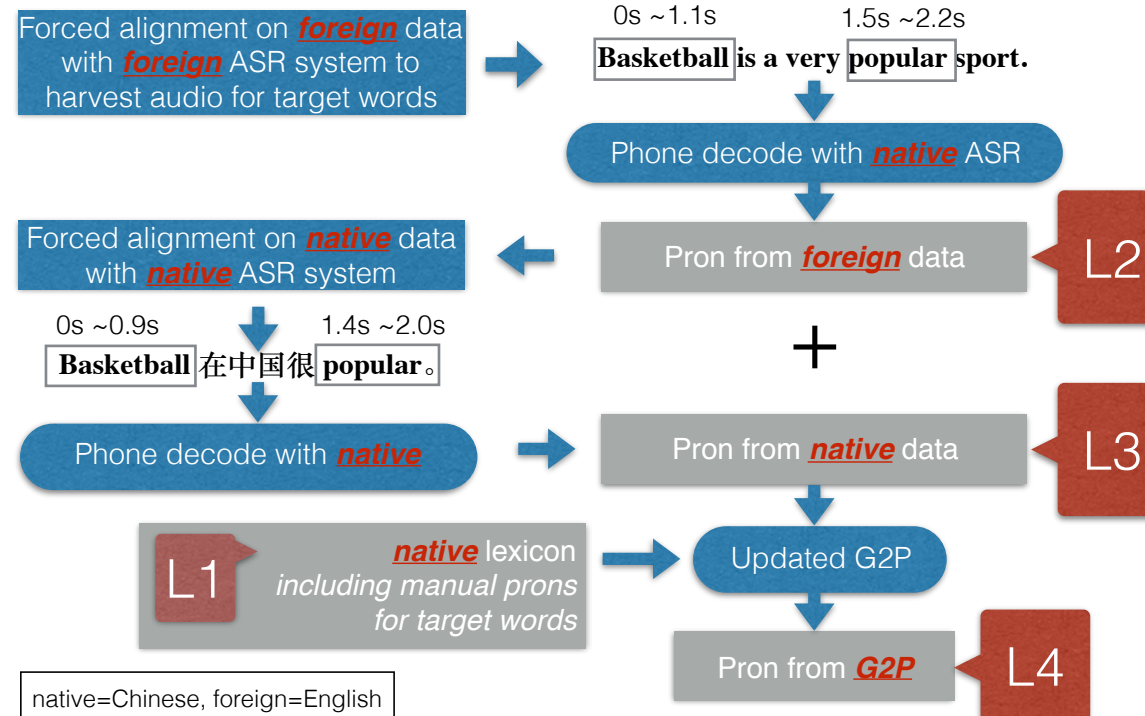 Forced alignment on foreign data
with foreign ASR system to
harvest audio for target words
0s ~1.1s
1.5s ~2.2s
Basketball is a very popular sport.
Phone decode with native ASR
Pron from foreign data
L2
Forced alignment on native data
with native ASR system
0s ~0.9s
1.4s ~2.0s
Basketball 在中国很 popular。
+
Phone decode with native
Pron from native data
L3
L1
native lexicon
including manual prons
for target words
Updated G2P
Pron from G2P
L4
native=Chinese, foreign=English